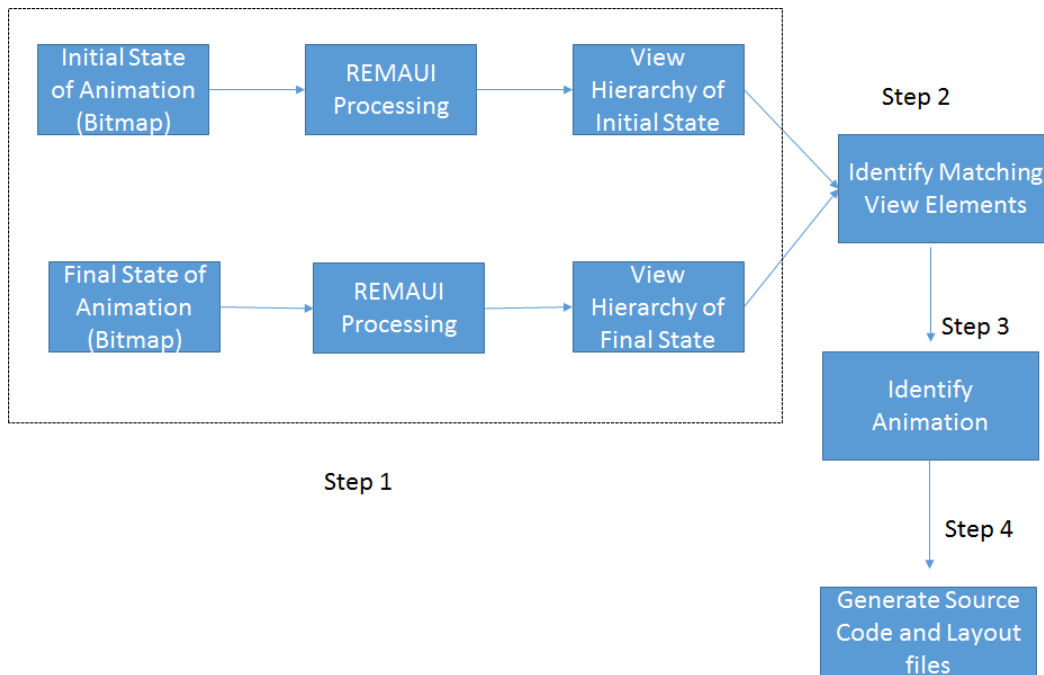 Initial State
of Animation
(Bitmap)
REMAUI
Processing
View
Hierarchy of
Initial State
Step 2
Identify Matching
View Elements
Final State of
Animation
(Bitmap)
REMAUI
Processing
View
Hierarchy of
Final State
Step 3
Identify
Animation
Step 1
Step 4
Generate Source
Code and Layout
files